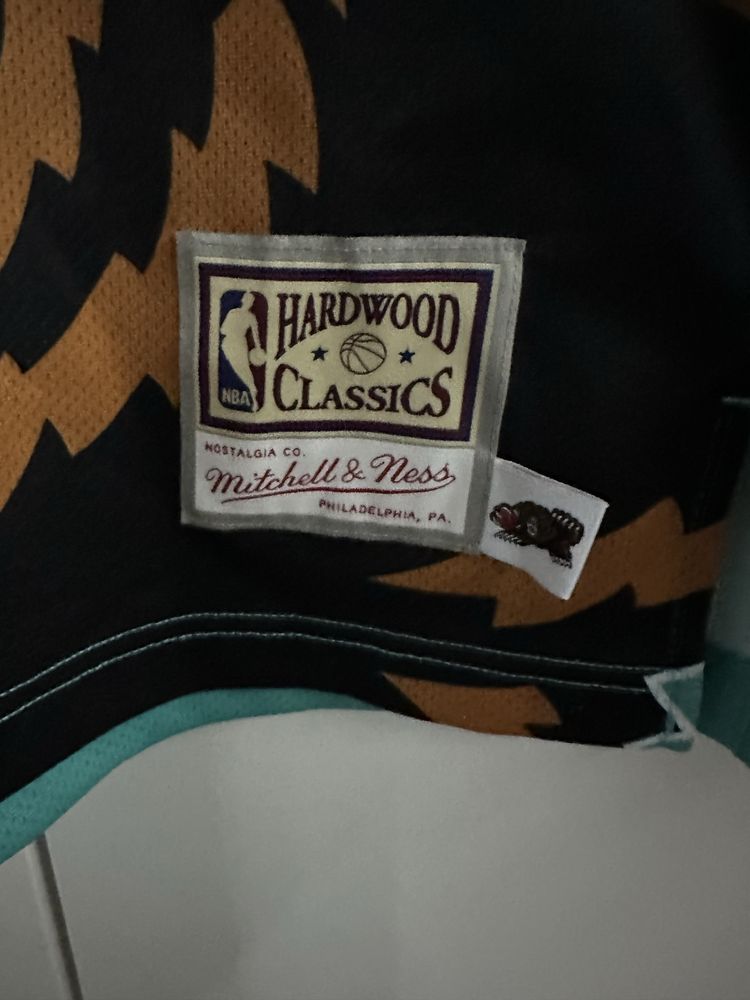 HARDWOOD
CLASSICS
NBA
NOSTALGIA CO.
Mitchell & Ness
PHILADELPHIA, PA.